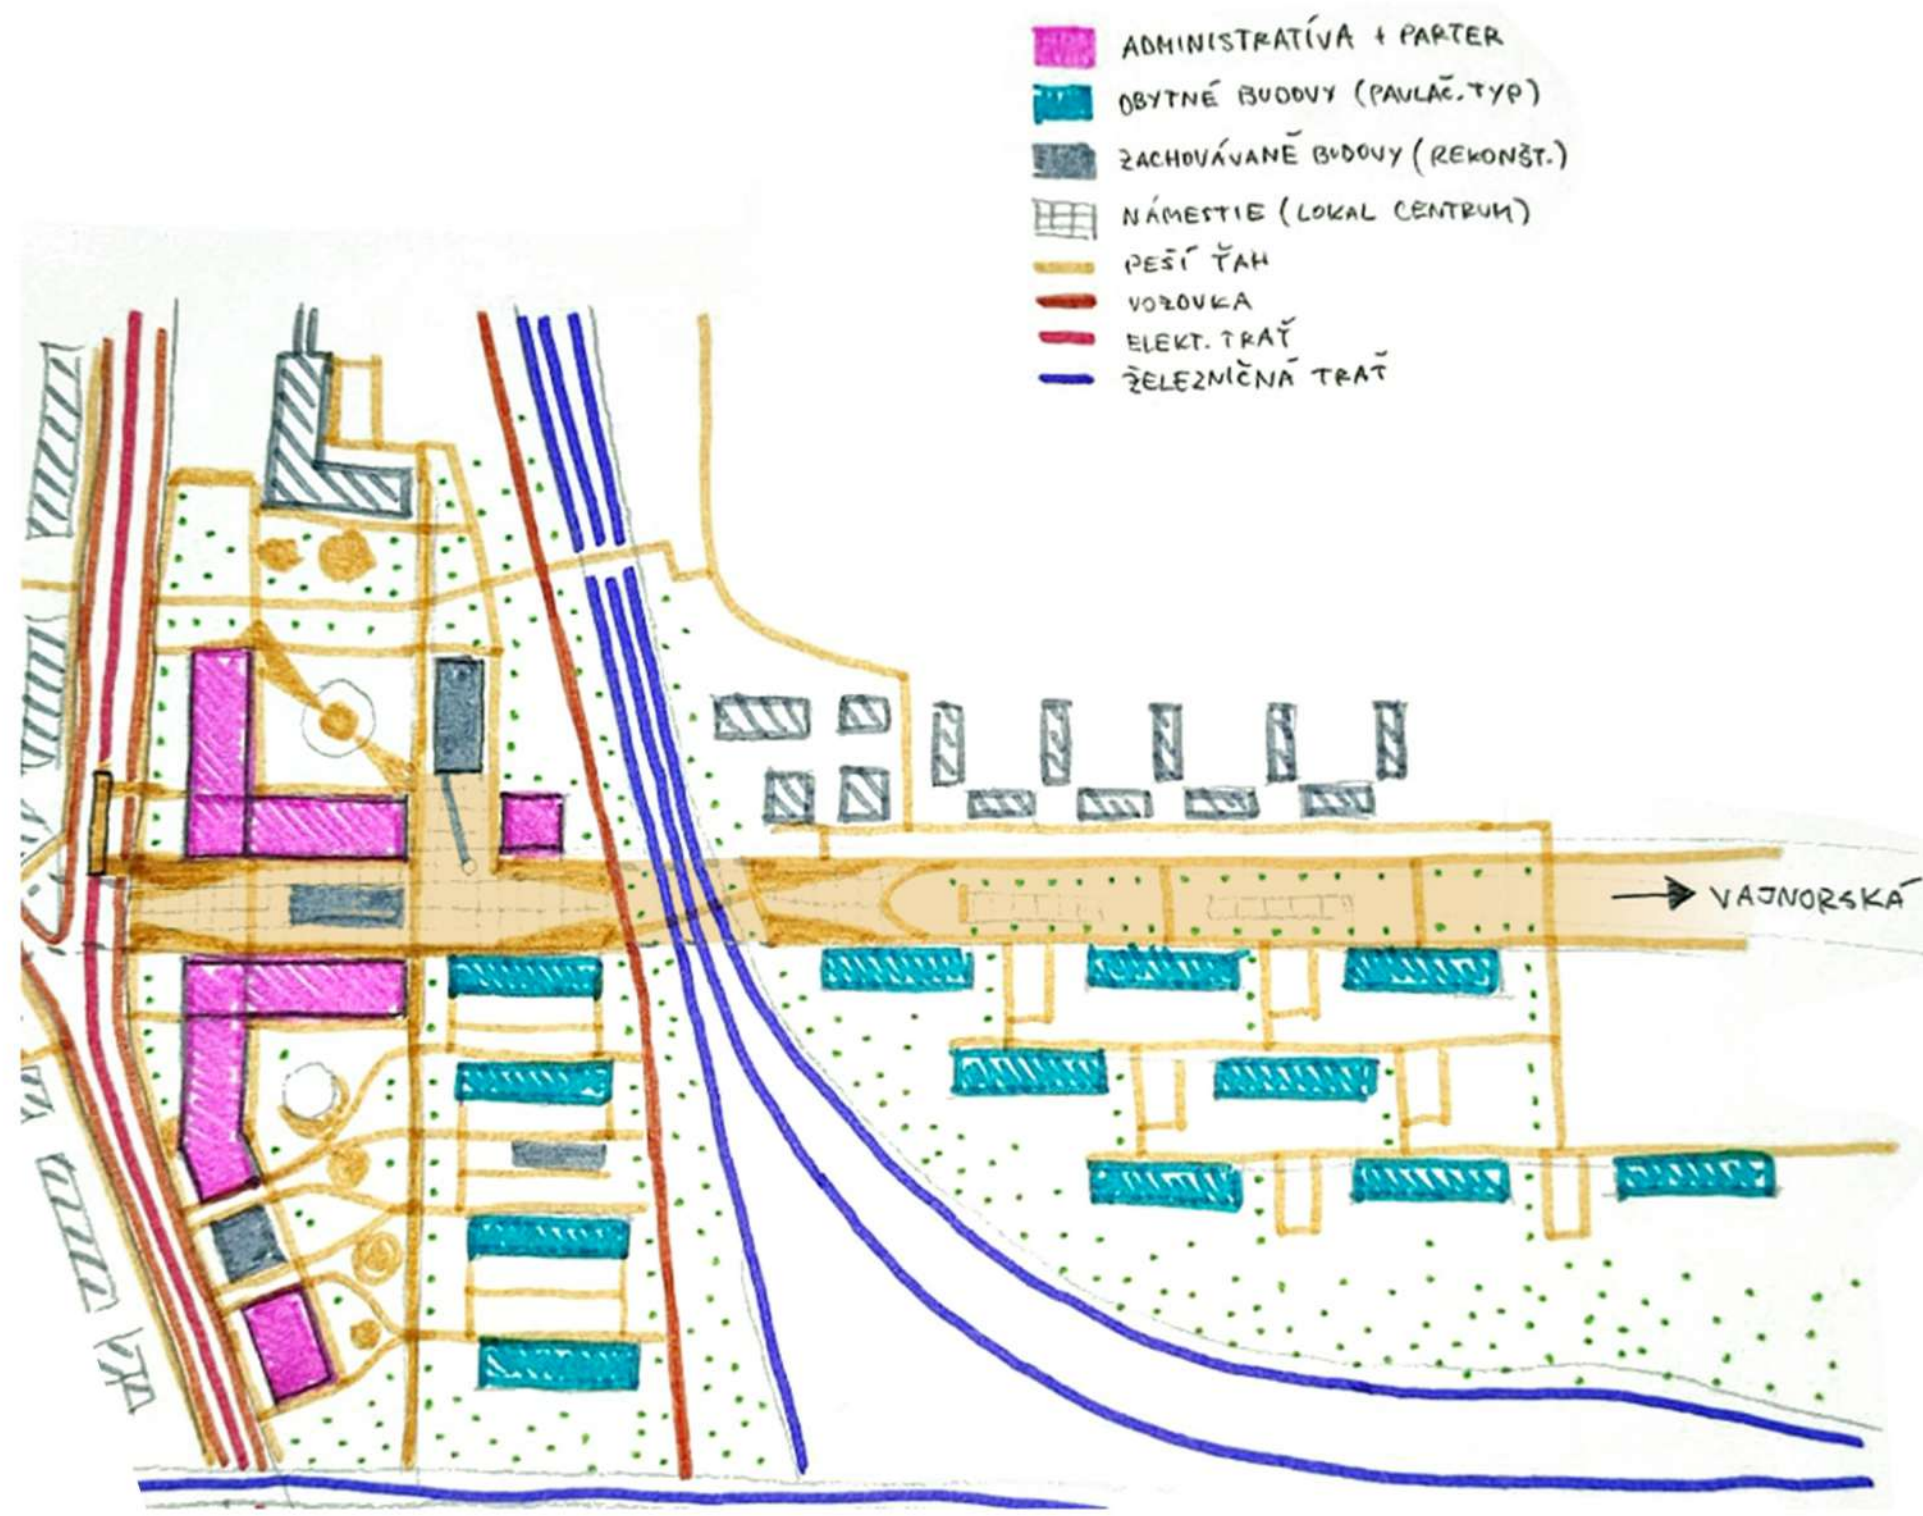 ADMINISTRATÍVA + PARTER
OBYTNÉ BUDOVY (PAVLAČ. TYP)
ZACHOVÁVANÉ BUDOVY (REKONŠT.)
NÁMESTIE (LOKAL CENTRUM)
PEŠÍ ŤAH
VOZOVKA
ELEKT. TRAŤ
ŽELEZNIČNÁ TRAŤ
VAJNORSKÁ